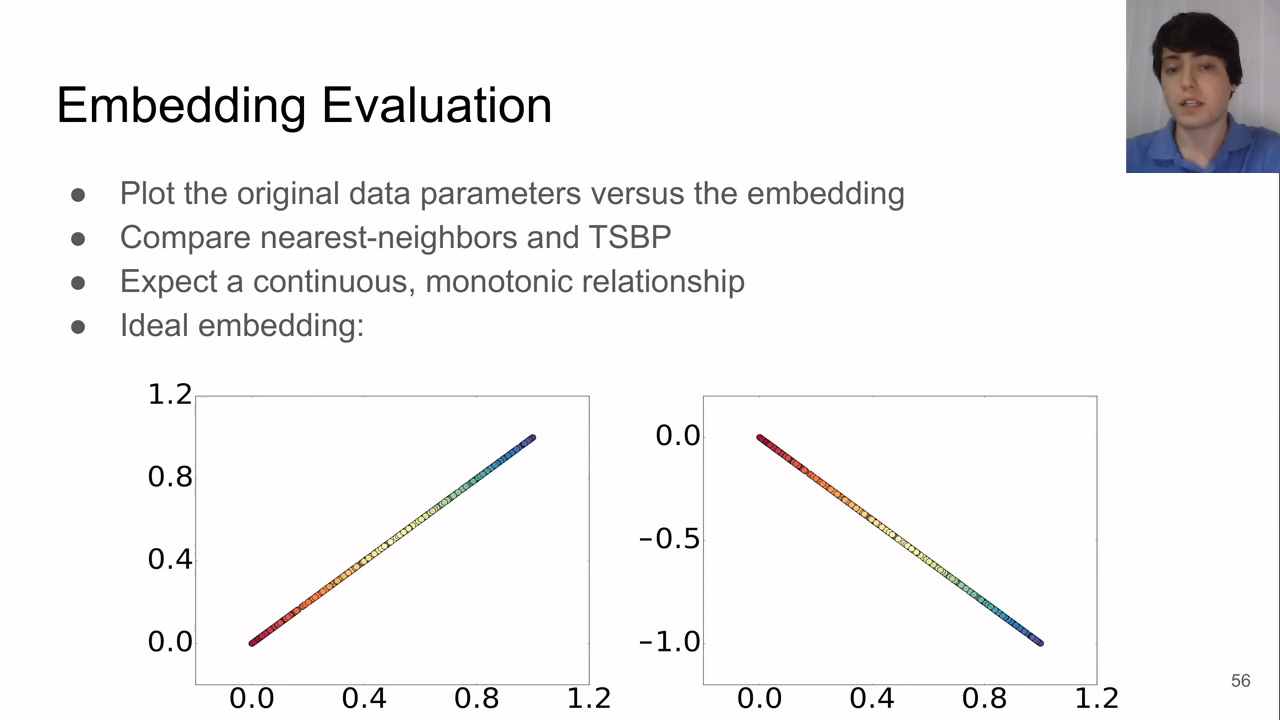 Embedding Evaluation
● Plot the original data parameters versus the embedding
● Compare nearest-neighbors and TSBP
● Expect a continuous, monotonic relationship
● Ideal embedding:
1.2
0.8
0.4
0.0
0.0 0.4 0.8 1.2
0.0
−0.5
−1.0
0.0 0.4 0.8 1.2
56